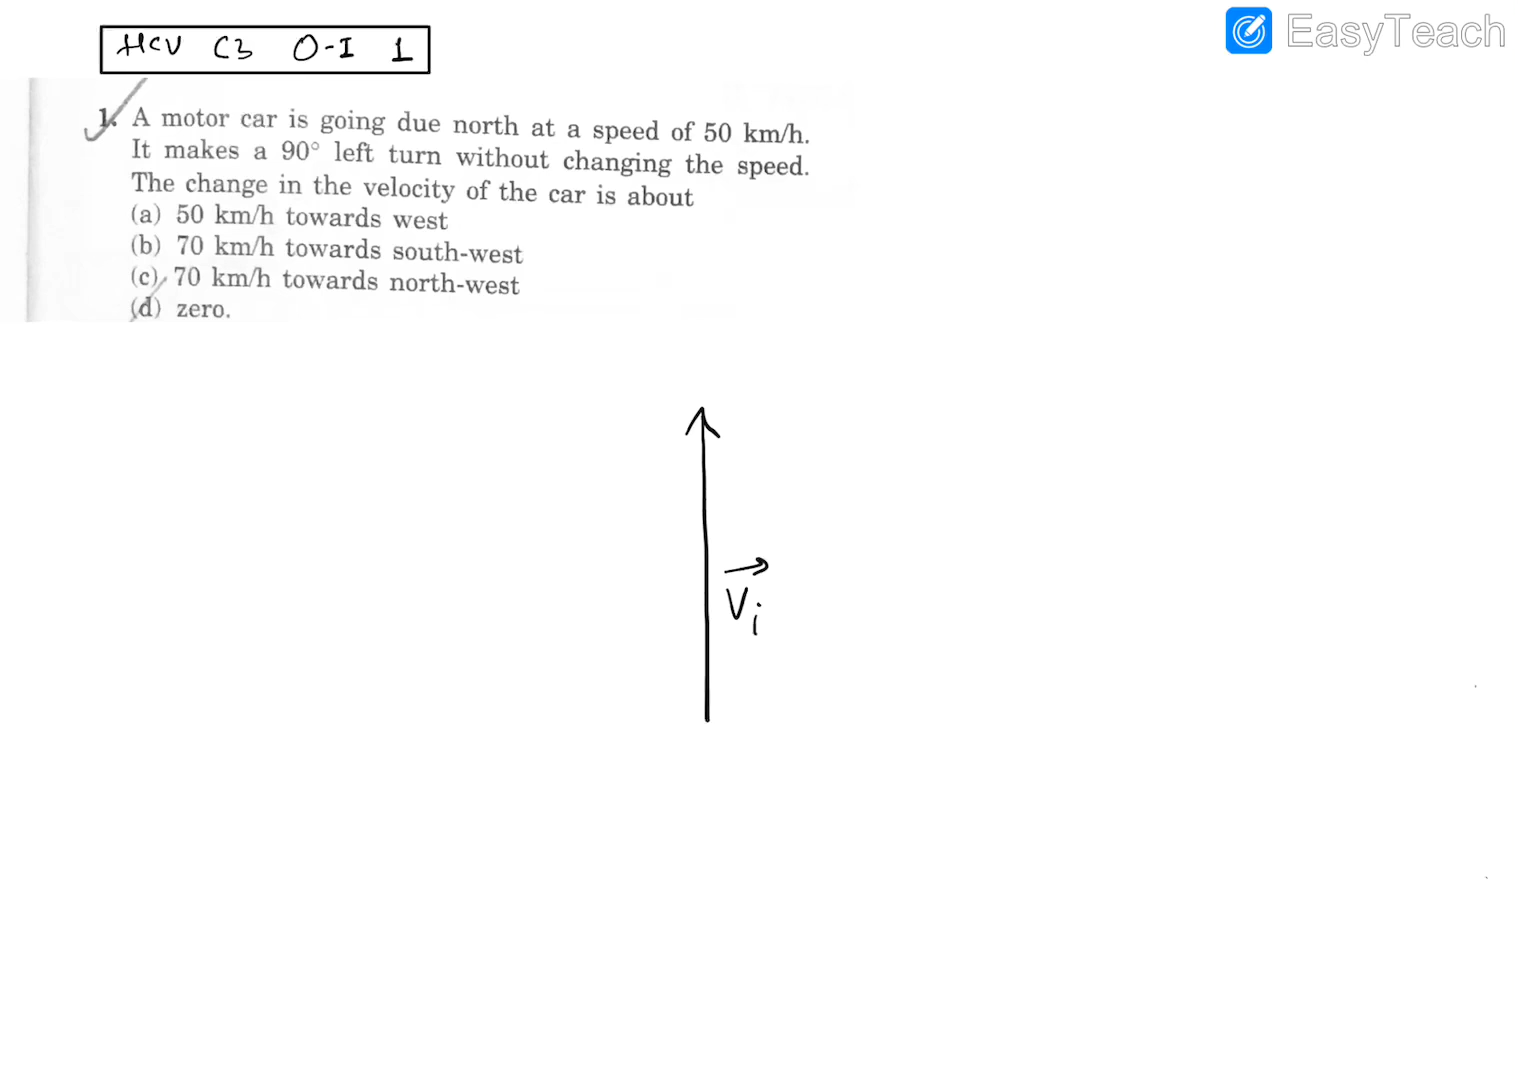 HCV C3 O-I 1
EasyTeach
1. A motor car is going due north at a speed of 50 km/h.
It makes a 90° left turn without changing the speed.
The change in the velocity of the car is about
(a) 50 km/h towards west
(b) 70 km/h towards south-west
(c) 70 km/h towards north-west
(d) zero.
Vi